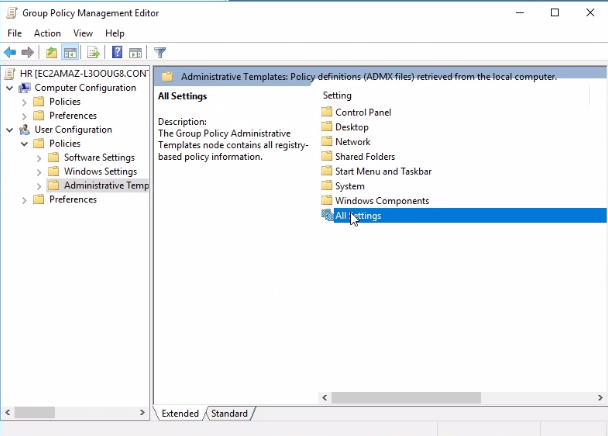 Group Policy Management Editor
File Action View Help
HR [EC2AMAZ-L3OOUG8.CONT
Computer Configuration
Policies
Preferences
User Configuration
Policies
Software Settings
Windows Settings
Administrative Temp
Preferences
Administrative Templates: Policy definitions (ADMX files) retrieved from the local computer.
All Settings
Description:
The Group Policy Administrative
Templates node contains all registry-
based policy information.
Setting
Control Panel
Desktop
Network
Shared Folders
Start Menu and Taskbar
System
Windows Components
All Settings
Extended Standard